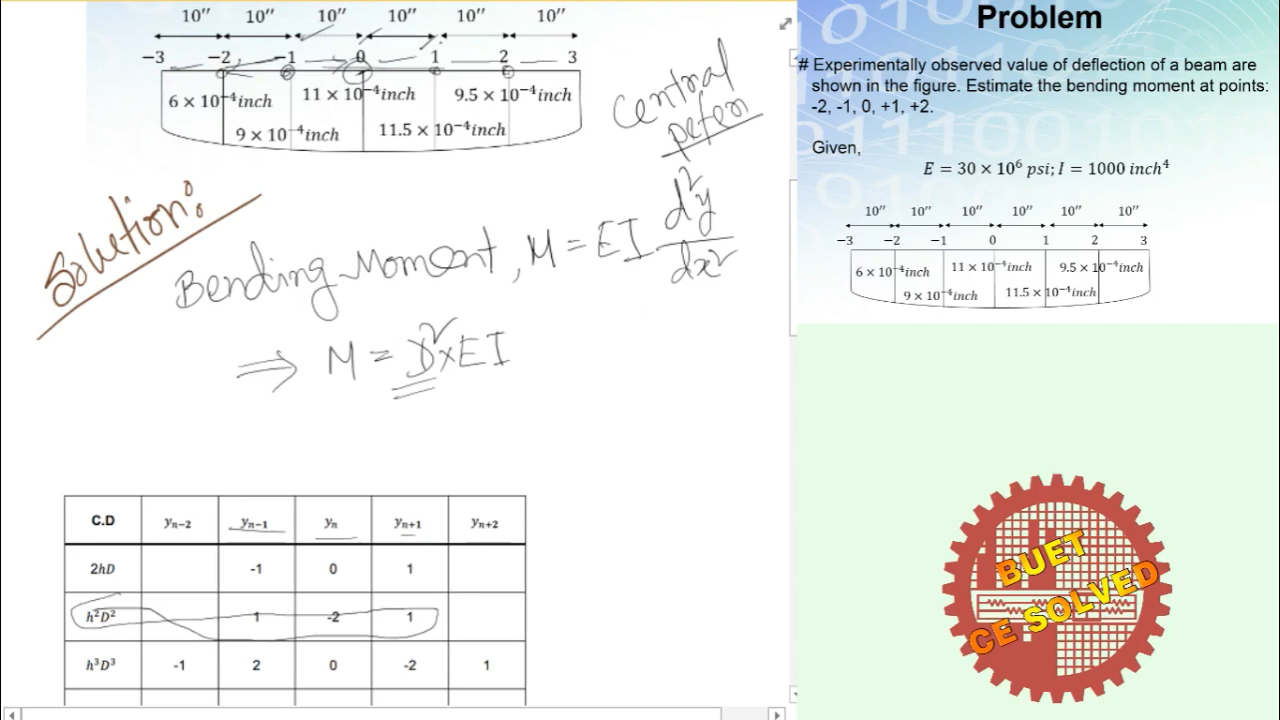 10″ 10″ 10″ 10″ 10″ 10″
−3 −2 −1 0 1 2 3
6 × 10⁻⁴inch 11 × 10⁻⁴inch 9.5 × 10⁻⁴inch
9 × 10⁻⁴inch 11.5 × 10⁻⁴inch
Central
Solution:
Bending Moment, M = EI d²y/dx²
⇒ M = D² × EI
C.D yₙ₋₂ yₙ₋₁ yₙ yₙ₊₁ yₙ₊₂
2hD -1 0 1
h²D² 1 -2 1
h³D³ -1 2 0 -2 1
Problem
# Experimentally observed value of deflection of a beam are
shown in the figure. Estimate the bending moment at points:
-2, -1, 0, +1, +2.
Given,
E = 30 × 10⁶ psi; I = 1000 inch⁴
10″ 10″ 10″ 10″ 10″ 10″
−3 −2 −1 0 1 2 3
6 × 10⁻⁴inch 11 × 10⁻⁴inch 9.5 × 10⁻⁴inch
9 × 10⁻⁴inch 11.5 × 10⁻⁴inch
BUET
CE SOLVED